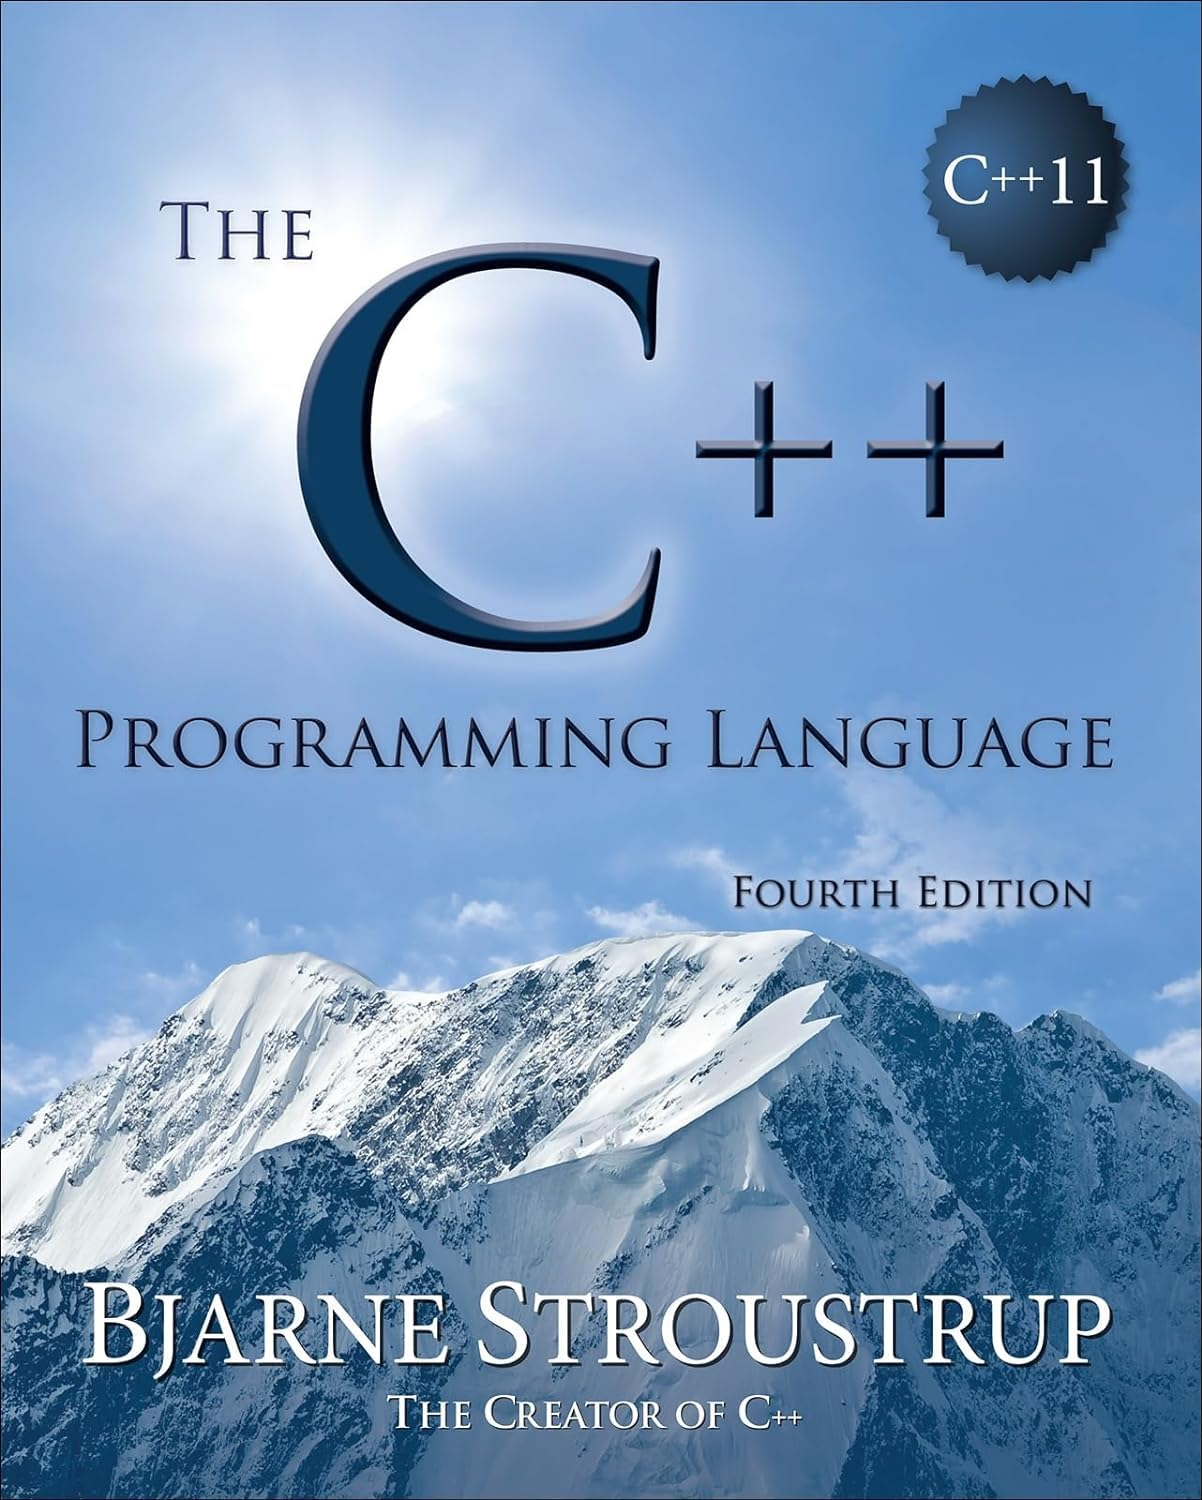 C++11
The
C++
Programming Language
Fourth Edition
Bjarne Stroustrup
The Creator of C++